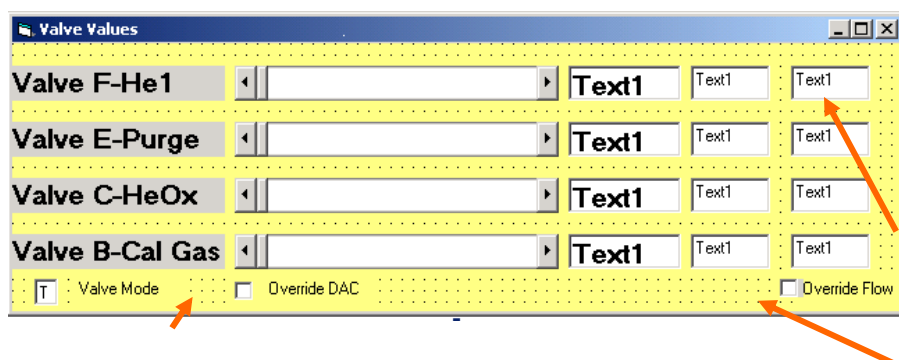 Valve Values
Valve F-He1 Text1 Text1 Text1
Valve E-Purge Text1 Text1 Text1
Valve C-HeOx Text1 Text1 Text1
Valve B-Cal Gas Text1 Text1 Text1
T Valve Mode Override DAC Override Flow